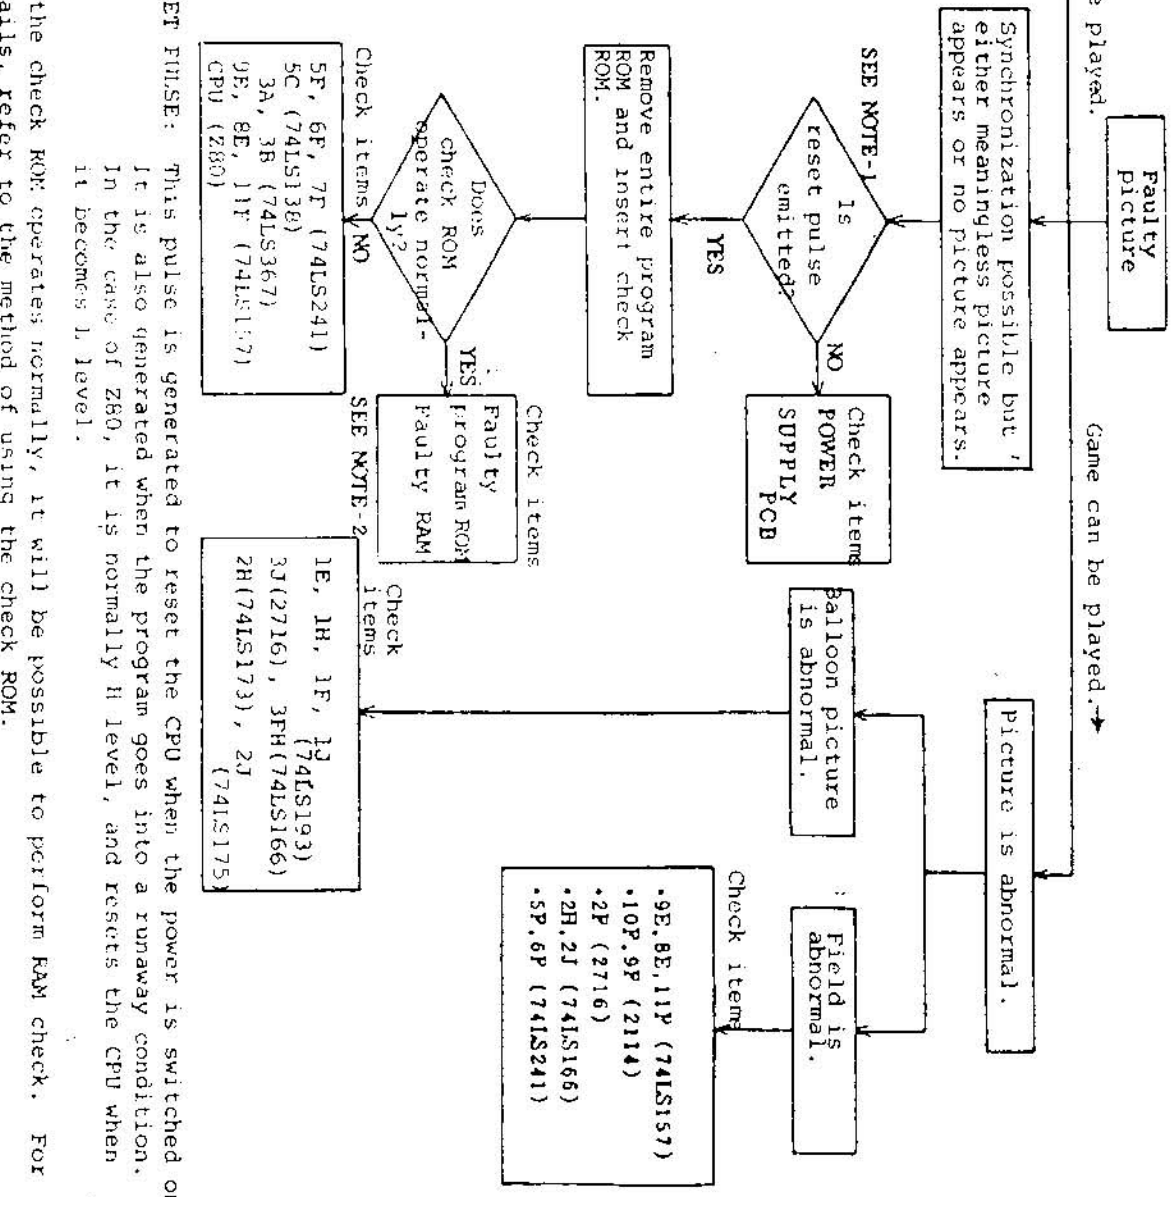 played.
Game can be played.
Faulty
picture
Synchronization possible but
either meaningless picture
appears or no picture appears.
SEE NOTE-1
Is
reset pulse
emitted?
NO
Check items
POWER
SUPPLY
PCB
YES
Remove entire program
ROM and insert check
ROM.
Does
check ROM
operate normal-
ly?
YES
Check items
Faulty
program ROM
Faulty RAM
SEE NOTE-2
NO
Check items
5F, 6F, 7F (74LS241)
5C (74LS138)
3A, 3B (74LS367)
9E, 8E, 11F
CPU (Z80)
Picture is abnormal.
Balloon picture
is abnormal.
Check
items
1E, 1H, 1F, 1J
(74LS193)
3J(2716), 3FH(74LS166)
2H(74LS173), 2J
(74LS175)
Field is
abnormal.
Check items
•9E,8E,11P (74LS157)
•10P,9P (2114)
•2P (2716)
•2H,2J (74LS166)
•5P,6P (74LS241)
ET PULSE: This pulse is generated to reset the CPU when the power is switched
It is also generated when the program goes into a runaway condition.
In the case of Z80, it is normally H level, and resets the CPU when
it becomes L level.
the check ROM operates normally, it will be possible to perform RAM check. For
ails, refer to the method of using the check ROM.